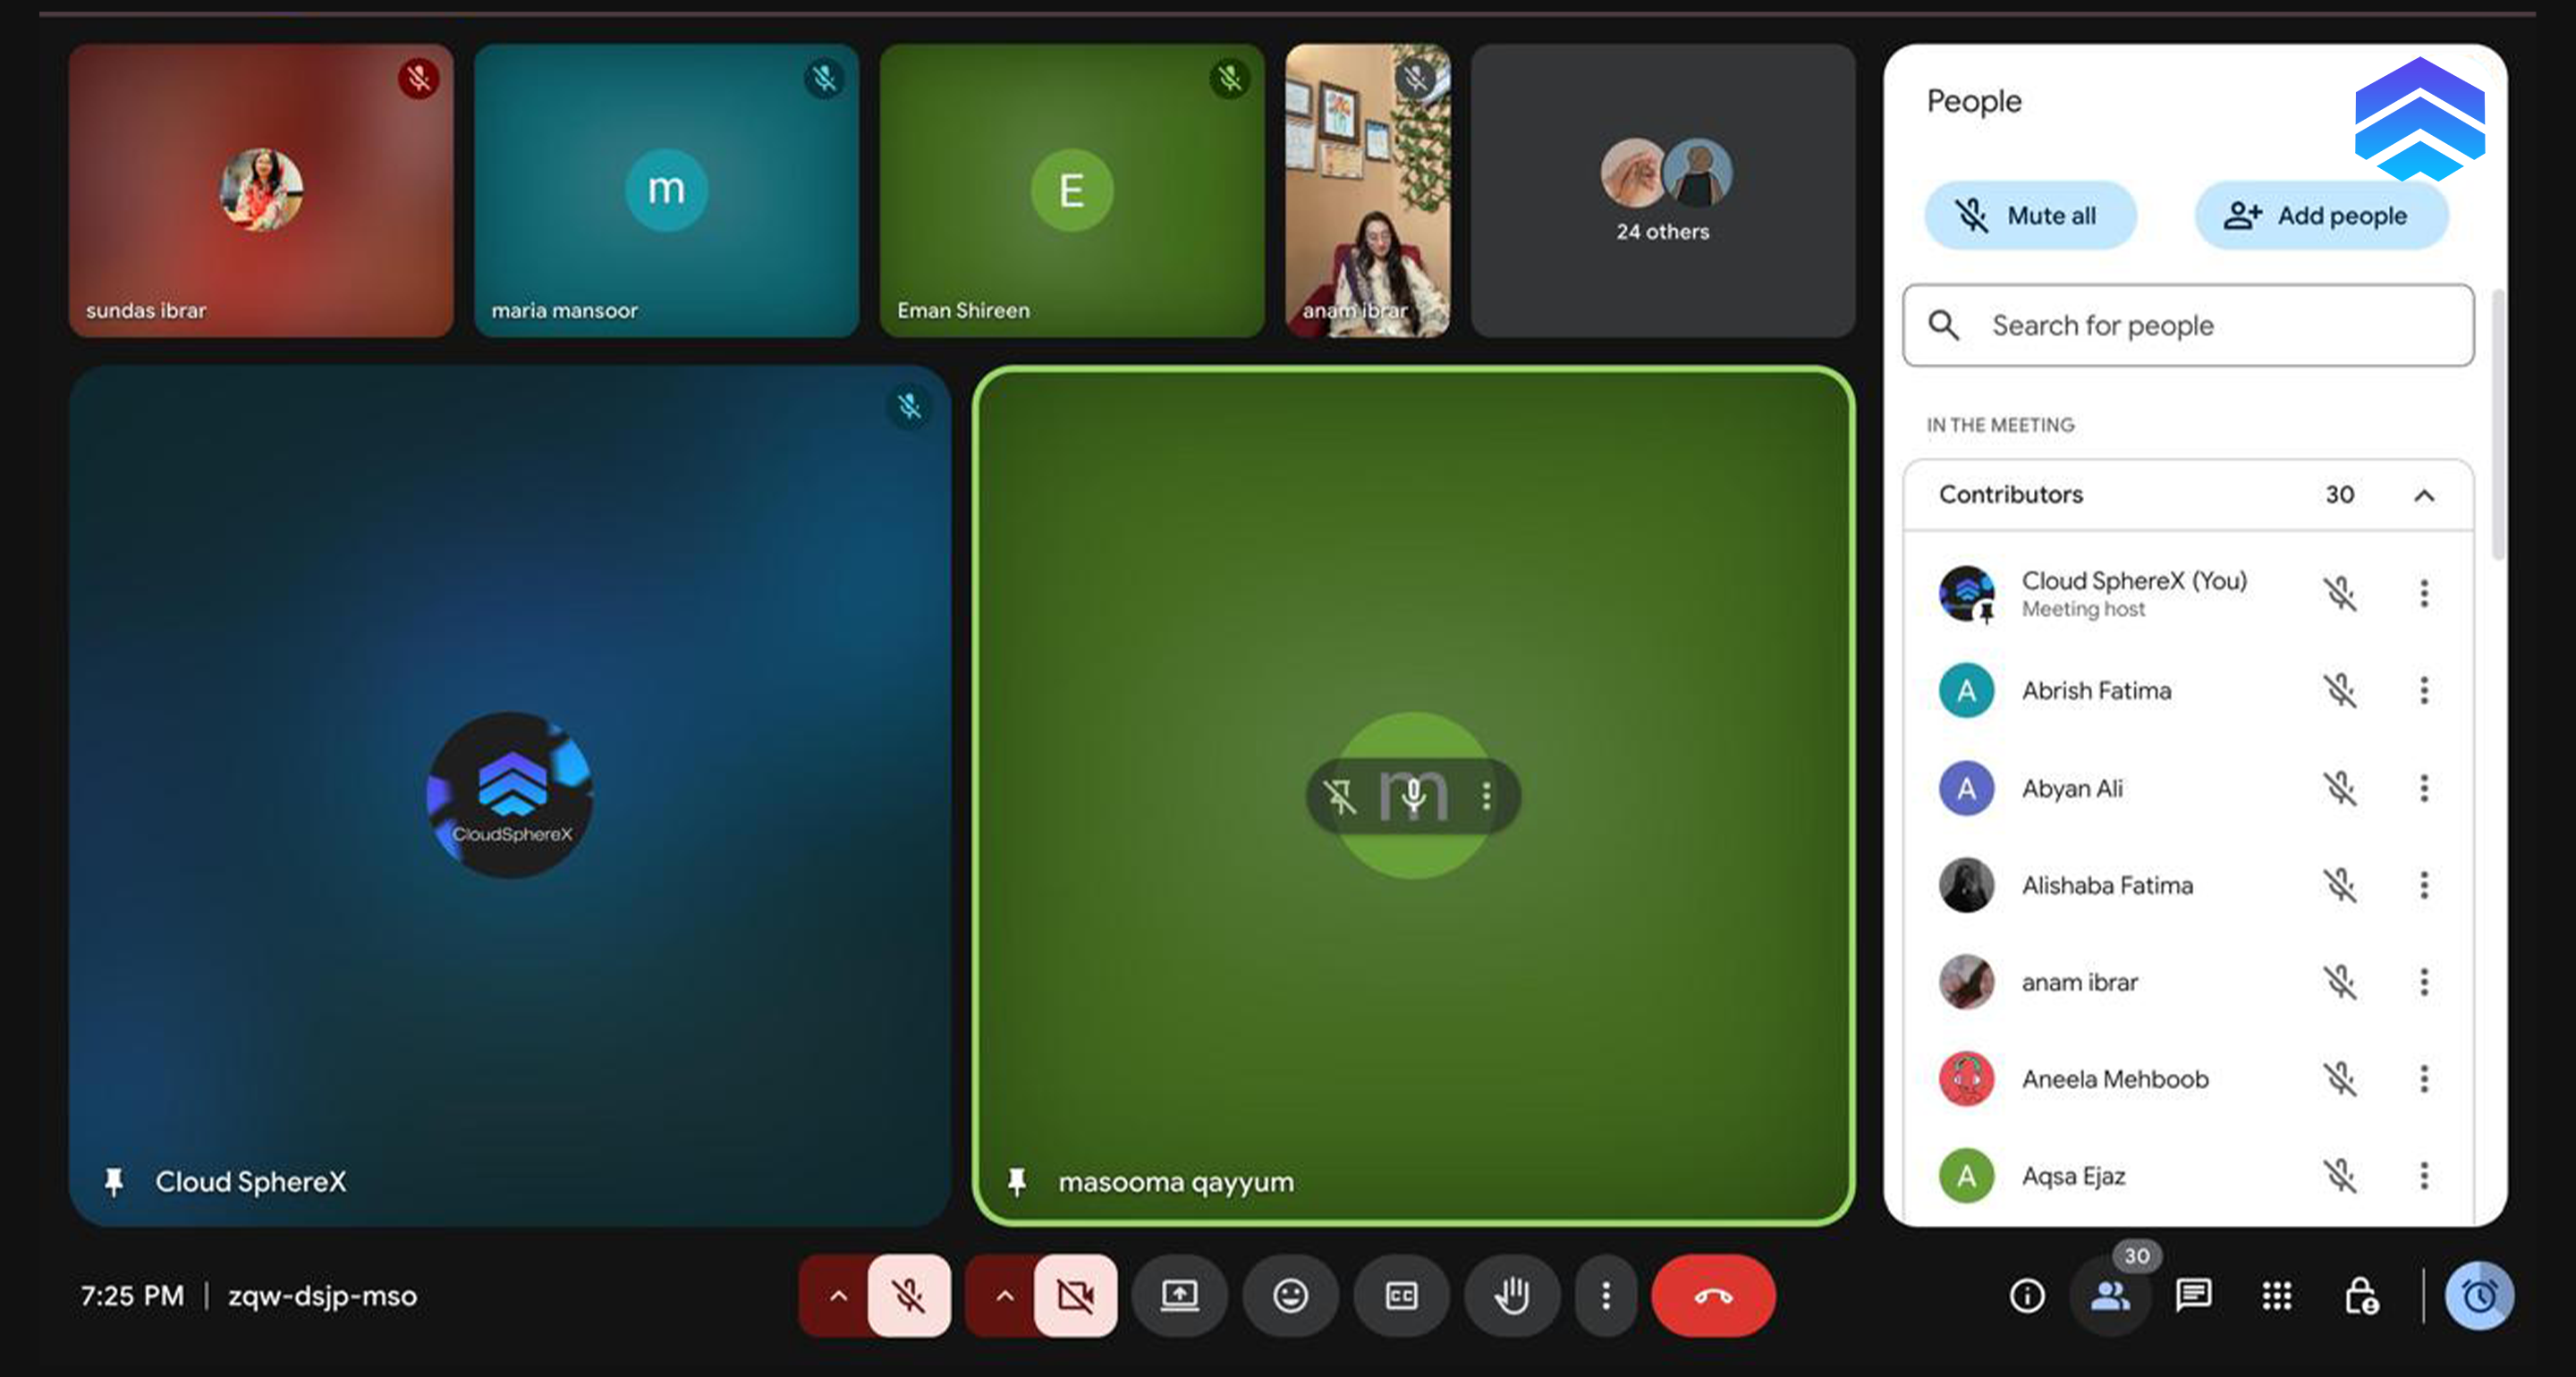 sundas ibrar
m
maria mansoor
E
Eman Shireen
anam ibrar
24 others
CloudSphereX
Cloud SphereX
m
masooma qayyum
People
Mute all
Add people
Search for people
IN THE MEETING
Contributors 30
Cloud SphereX (You)
Meeting host
A Abrish Fatima
A Abyan Ali
Alishaba Fatima
anam ibrar
Aneela Mehboob
A Aqsa Ejaz
7:25 PM | zqw-dsjp-mso
CC
30